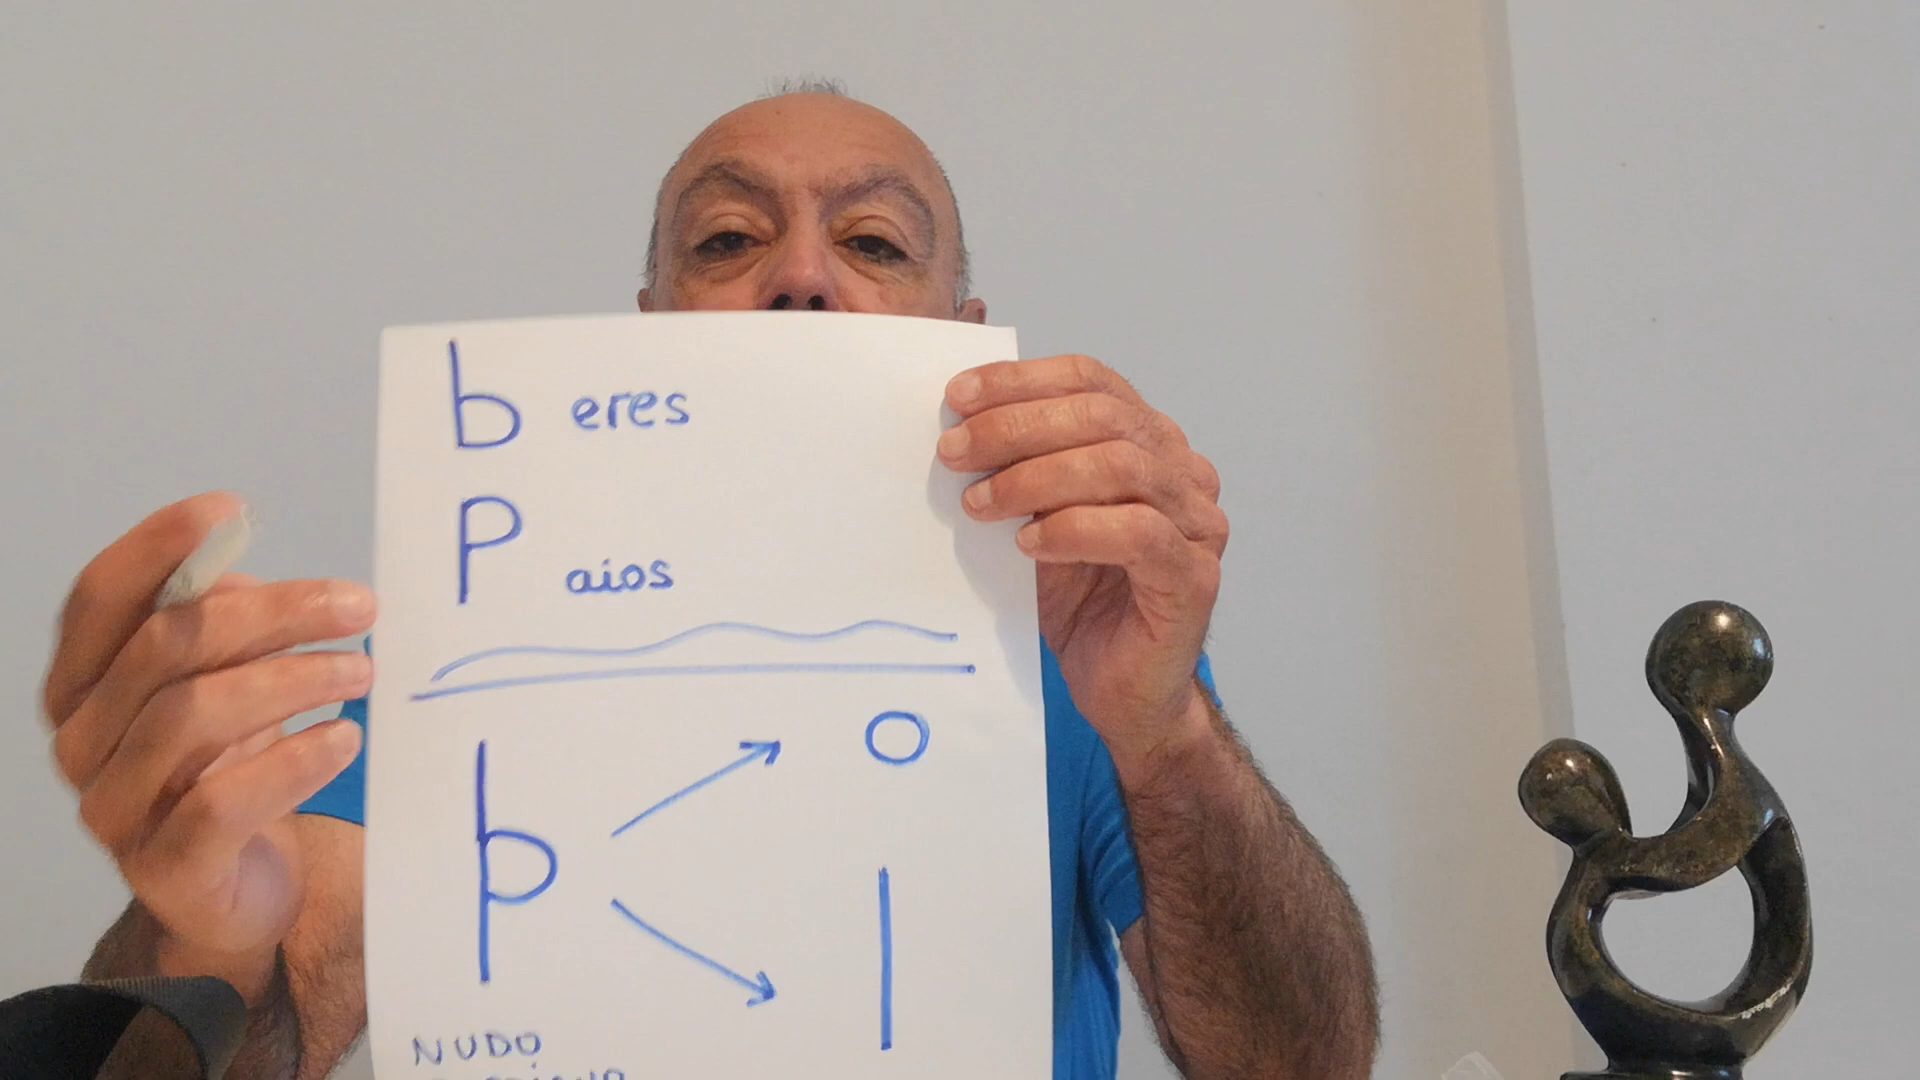 b eres
P aios
b O
p |
NUDO